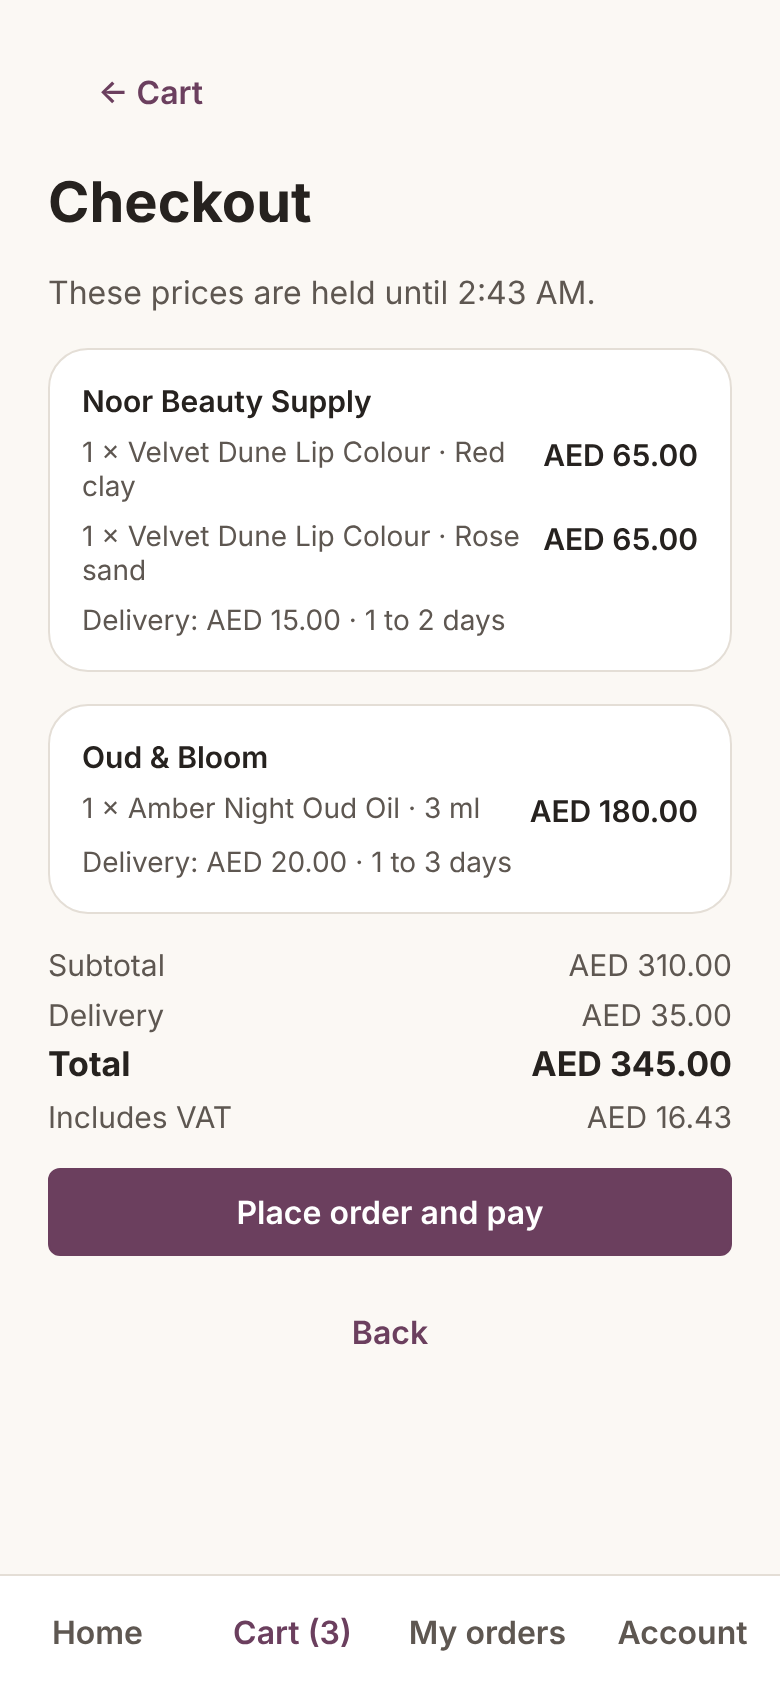 ← Cart
Checkout
These prices are held until 2:43 AM.
Noor Beauty Supply
1 × Velvet Dune Lip Colour · Red AED 65.00
clay
1 × Velvet Dune Lip Colour · Rose AED 65.00
sand
Delivery: AED 15.00 · 1 to 2 days
Oud & Bloom
1 × Amber Night Oud Oil · 3 ml AED 180.00
Delivery: AED 20.00 · 1 to 3 days
Subtotal AED 310.00
Delivery AED 35.00
Total AED 345.00
Includes VAT AED 16.43
Place order and pay
Back
Home Cart (3) My orders Account